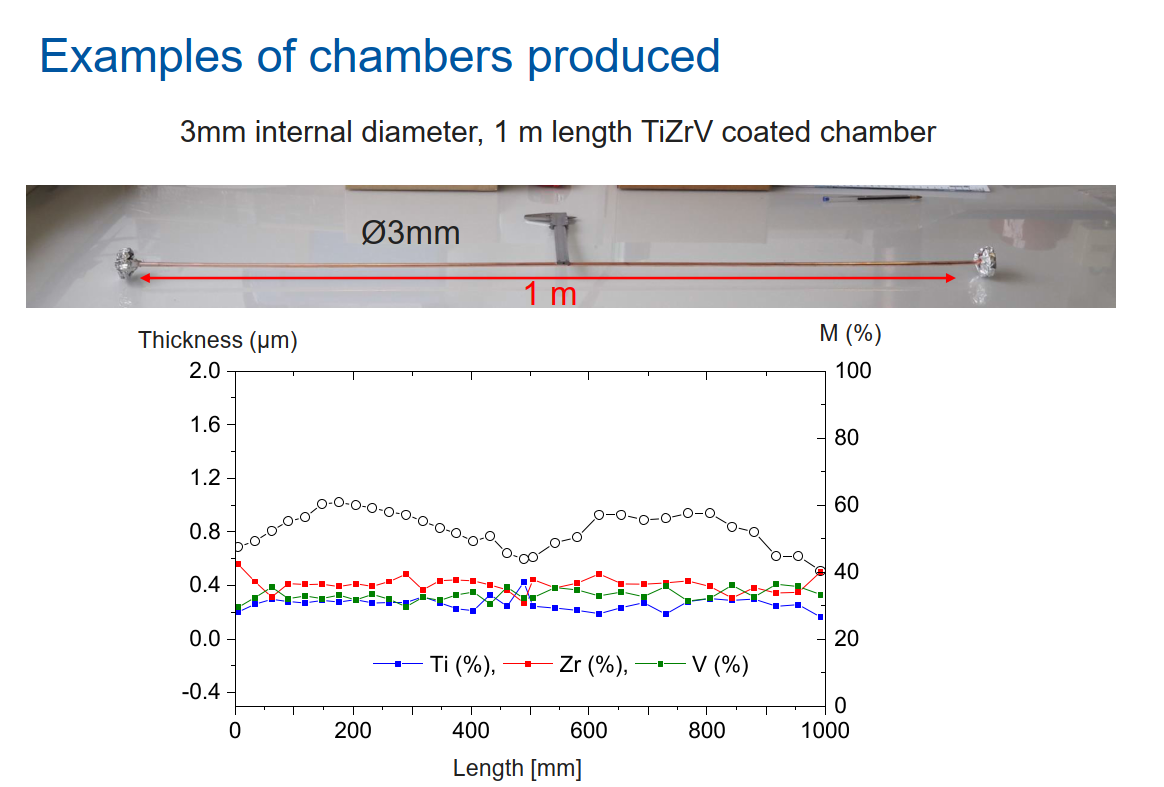 Examples of chambers produced
3mm internal diameter, 1 m length TiZrV coated chamber
Ø3mm
1 m
Thickness (µm)
M (%)
2.0
1.6
1.2
0.8
0.4
0.0
-0.4
100
80
60
40
20
0
Ti (%), Zr (%), V (%)
0 200 400 600 800 1000
Length [mm]